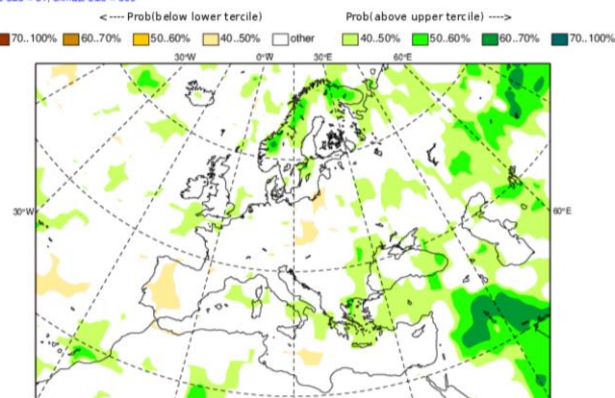 <---- Prob(below lower tercile) Prob(above upper tercile) ---->
70..100% 60..70% 50..60% 40..50% other 40..50% 50..60% 60..70% 70..100%
30°W 0°W 30°E 60°E
30°W 60°E